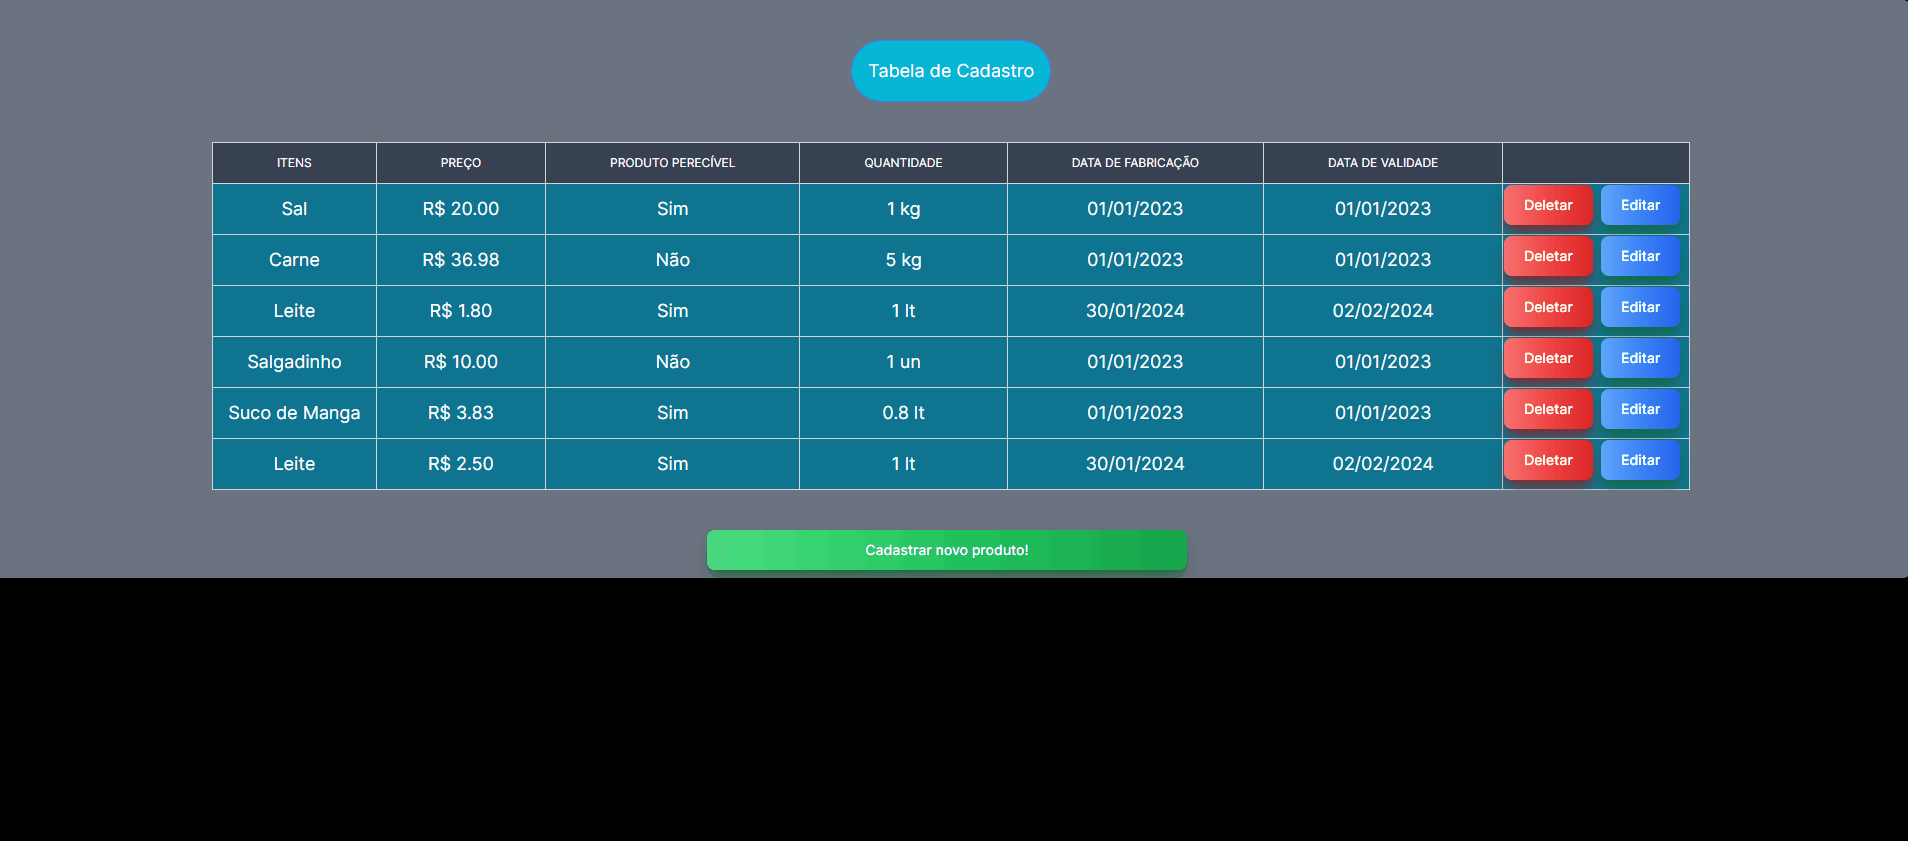 Tabela de Cadastro
ITENS PREÇO PRODUTO PERECÍVEL QUANTIDADE DATA DE FABRICAÇÃO DATA DE VALIDADE
Sal R$ 20.00 Sim 1 kg 01/01/2023 01/01/2023 Deletar Editar
Carne R$ 36.98 Não 5 kg 01/01/2023 01/01/2023 Deletar Editar
Leite R$ 1.80 Sim 1 lt 30/01/2024 02/02/2024 Deletar Editar
Salgadinho R$ 10.00 Não 1 un 01/01/2023 01/01/2023 Deletar Editar
Suco de Manga R$ 3.83 Sim 0.8 lt 01/01/2023 01/01/2023 Deletar Editar
Leite R$ 2.50 Sim 1 lt 30/01/2024 02/02/2024 Deletar Editar
Cadastrar novo produto!